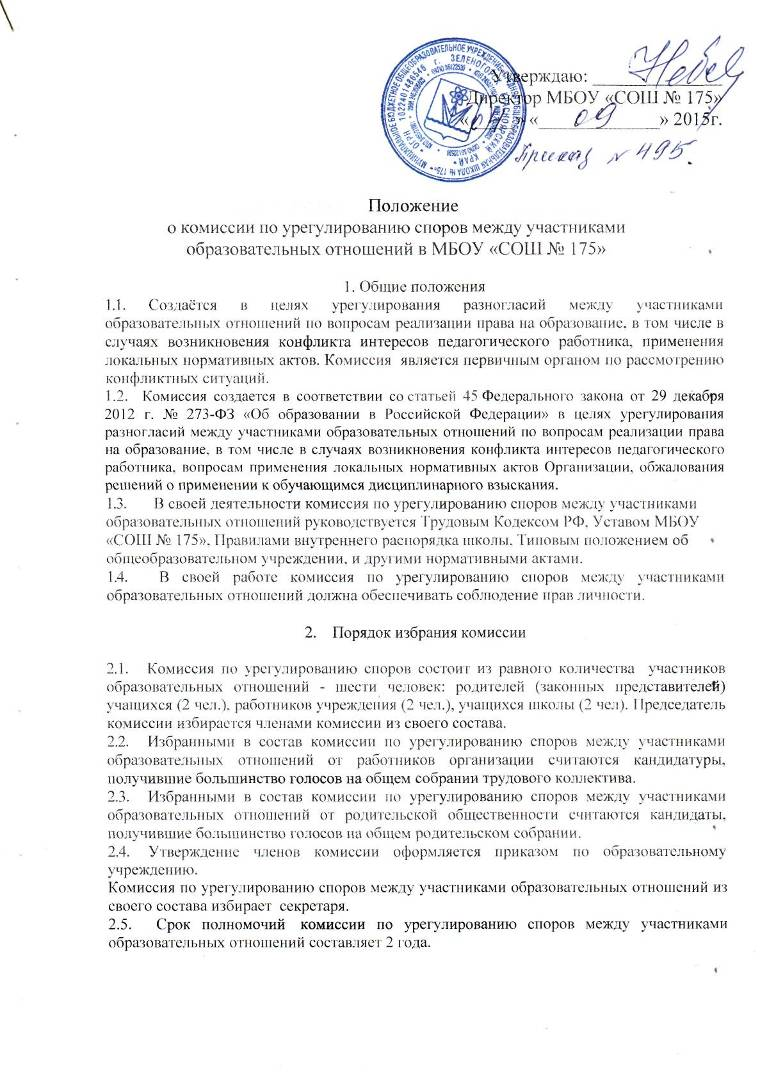 Утверждаю:
Директор МБОУ «СОШ № 175»
« » « 09 » 2015г.
Приказ № 495.
Положение
о комиссии по урегулированию споров между участниками
образовательных отношений в МБОУ «СОШ № 175»
1. Общие положения
1.1. Создаётся в целях урегулирования разногласий между участниками
образовательных отношений по вопросам реализации права на образование, в том числе в
случаях возникновения конфликта интересов педагогического работника, применения
локальных нормативных актов. Комиссия является первичным органом по рассмотрению
конфликтных ситуаций.
1.2. Комиссия создается в соответствии со статьей 45 Федерального закона от 29 декабря
2012 г. № 273-ФЗ «Об образовании в Российской Федерации» в целях урегулирования
разногласий между участниками образовательных отношений по вопросам реализации права
на образование, в том числе в случаях возникновения конфликта интересов педагогического
работника, вопросам применения локальных нормативных актов Организации, обжалования
решений о применении к обучающимся дисциплинарного взыскания.
1.3. В своей деятельности комиссия по урегулированию споров между участниками
образовательных отношений руководствуется Трудовым Кодексом РФ, Уставом МБОУ
«СОШ № 175», Правилами внутреннего распорядка школы, Типовым положением об
общеобразовательном учреждении, и другими нормативными актами.
1.4. В своей работе комиссия по урегулированию споров между участниками
образовательных отношений должна обеспечивать соблюдение прав личности.
2. Порядок избрания комиссии
2.1. Комиссия по урегулированию споров состоит из равного количества участников
образовательных отношений - шести человек: родителей (законных представителей)
учащихся (2 чел.), работников учреждения (2 чел.), учащихся школы (2 чел). Председатель
комиссии избирается членами комиссии из своего состава.
2.2. Избранными в состав комиссии по урегулированию споров между участниками
образовательных отношений от работников организации считаются кандидатуры,
получившие большинство голосов на общем собрании трудового коллектива.
2.3. Избранными в состав комиссии по урегулированию споров между участниками
образовательных отношений от родительской общественности считаются кандидаты,
получившие большинство голосов на общем родительском собрании.
2.4. Утверждение членов комиссии оформляется приказом по образовательному
учреждению.
Комиссия по урегулированию споров между участниками образовательных отношений из
своего состава избирает секретаря.
2.5. Срок полномочий комиссии по урегулированию споров между участниками
образовательных отношений составляет 2 года.